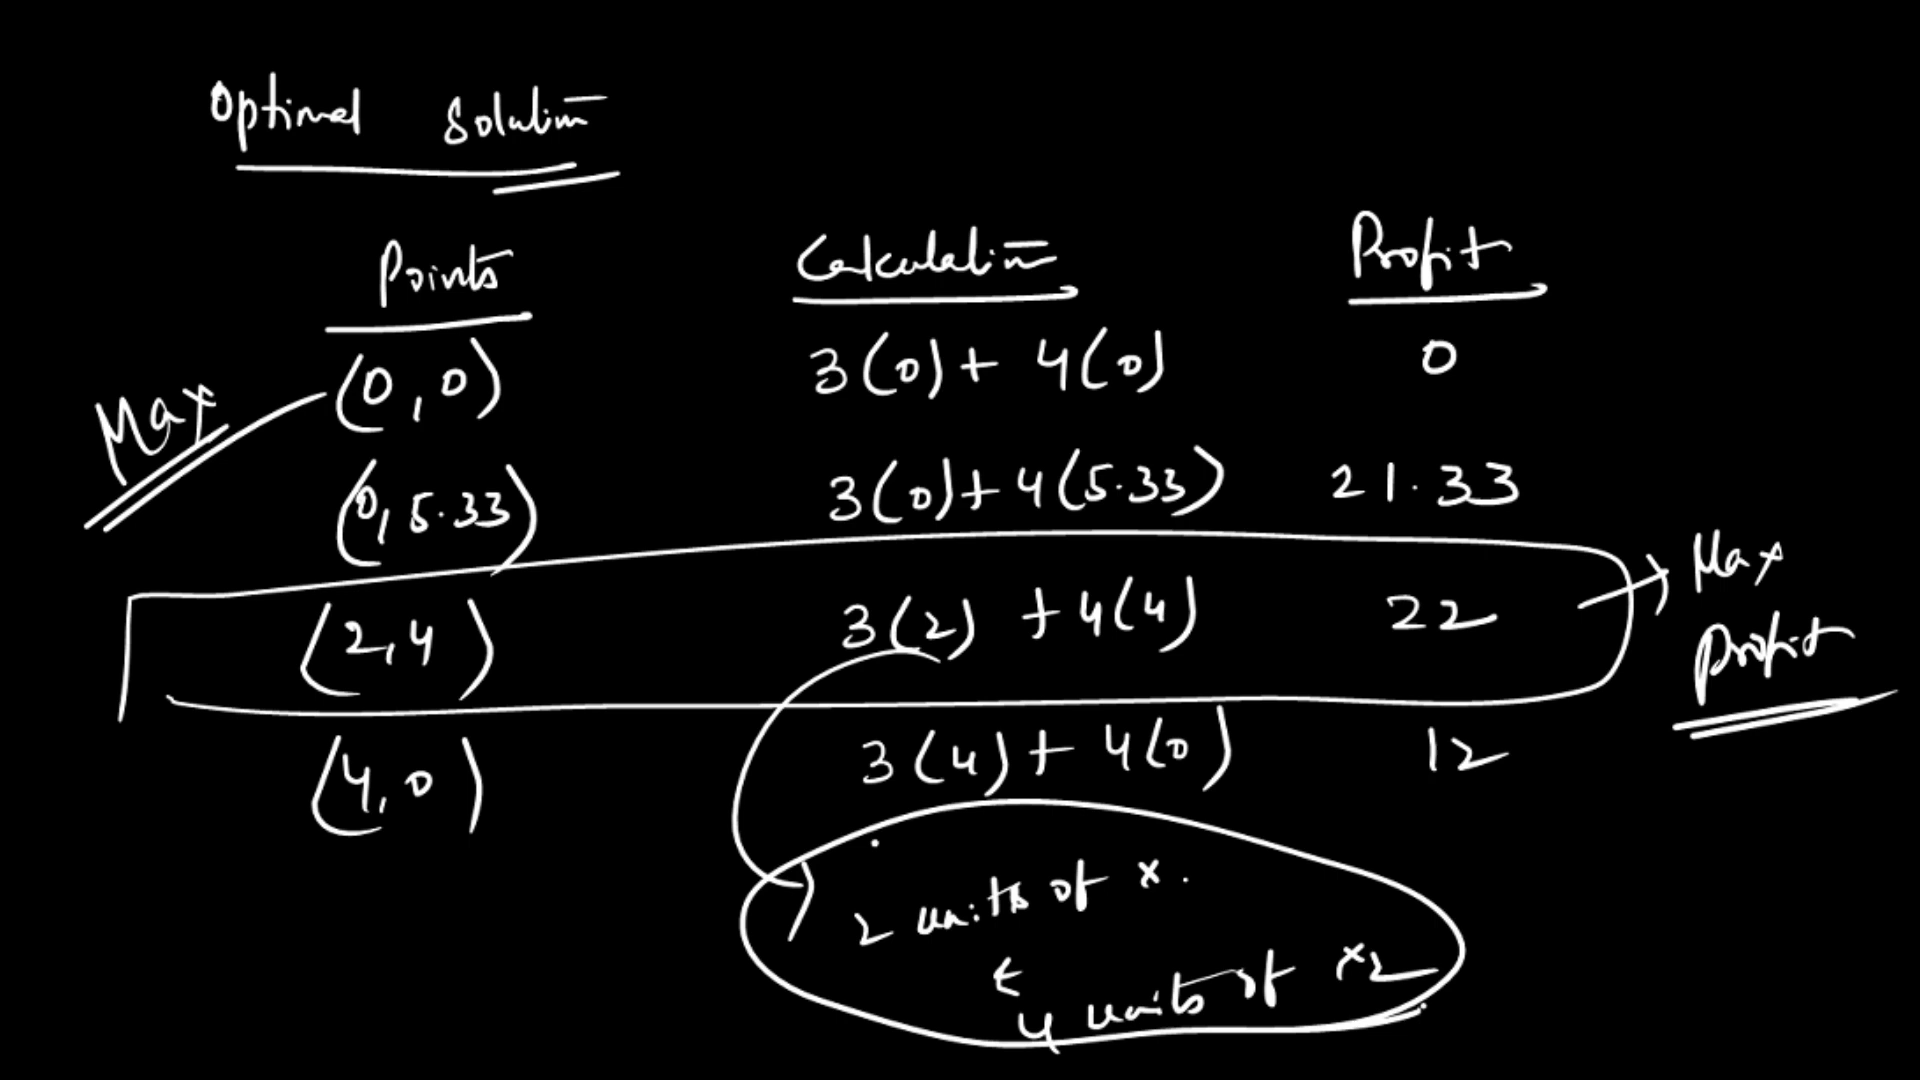 Optimal Solution
Points Calculation Profit
(0,0) 3(0)+ 4(0) 0
Max
(0,5.33) 3(0)+4(5.33) 21.33
(2,4) 3(2) +4(4) 22
Max
Profit
(4,0) 3(4)+ 4(0) 12
2 units of x.
&
4 units of x2